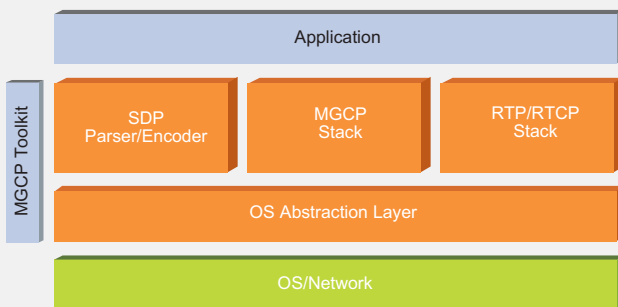 Application
MGCP Toolkit
SDP
Parser/Encoder
MGCP
Stack
RTP/RTCP
Stack
OS Abstraction Layer
OS/Network